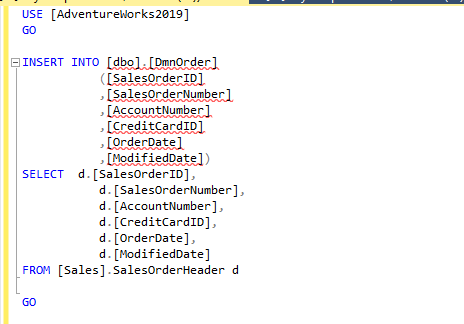 USE [AdventureWorks2019]
GO
INSERT INTO [dbo].[DmnOrder]
([SalesOrderID]
,[SalesOrderNumber]
,[AccountNumber]
,[CreditCardID]
,[OrderDate]
,[ModifiedDate])
SELECT d.[SalesOrderID],
d.[SalesOrderNumber],
d.[AccountNumber],
d.[CreditCardID],
d.[OrderDate],
d.[ModifiedDate]
FROM [Sales].SalesOrderHeader d
GO